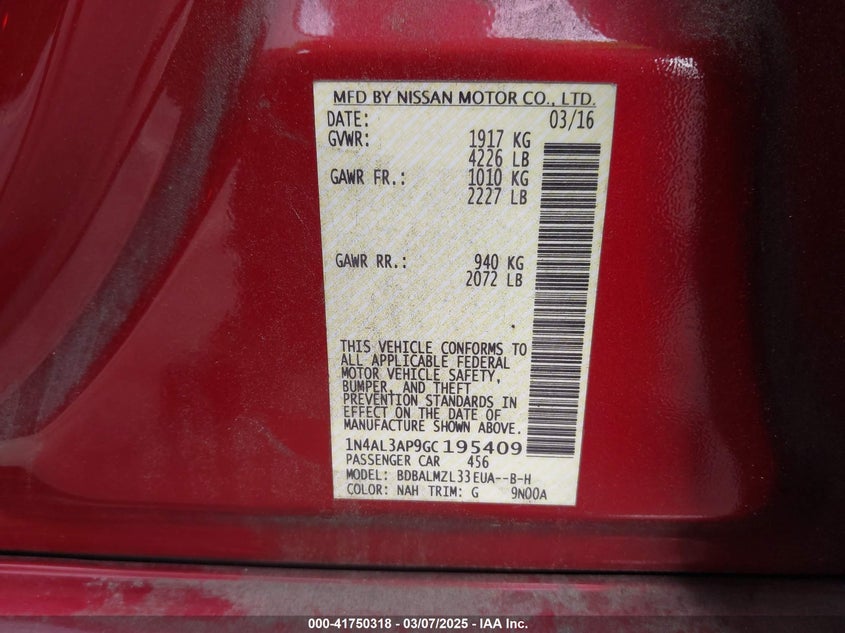 MFD BY NISSAN MOTOR CO., LTD.
DATE: 03/16
GVWR: 1917 KG
4226 LB
GAWR FR.: 1010 KG
2227 LB
GAWR RR.: 940 KG
2072 LB
THIS VEHICLE CONFORMS TO
ALL APPLICABLE FEDERAL
MOTOR VEHICLE SAFETY,
BUMPER, AND THEFT
PREVENTION STANDARDS IN
EFFECT ON THE DATE OF
MANUFACTURE SHOWN ABOVE.
1N4AL3AP9GC195409
PASSENGER CAR 456
MODEL: BDBALMZL33EUA--B-H
COLOR: NAH TRIM: G 9N00A
000-41750318 - 03/07/2025 - IAA Inc.